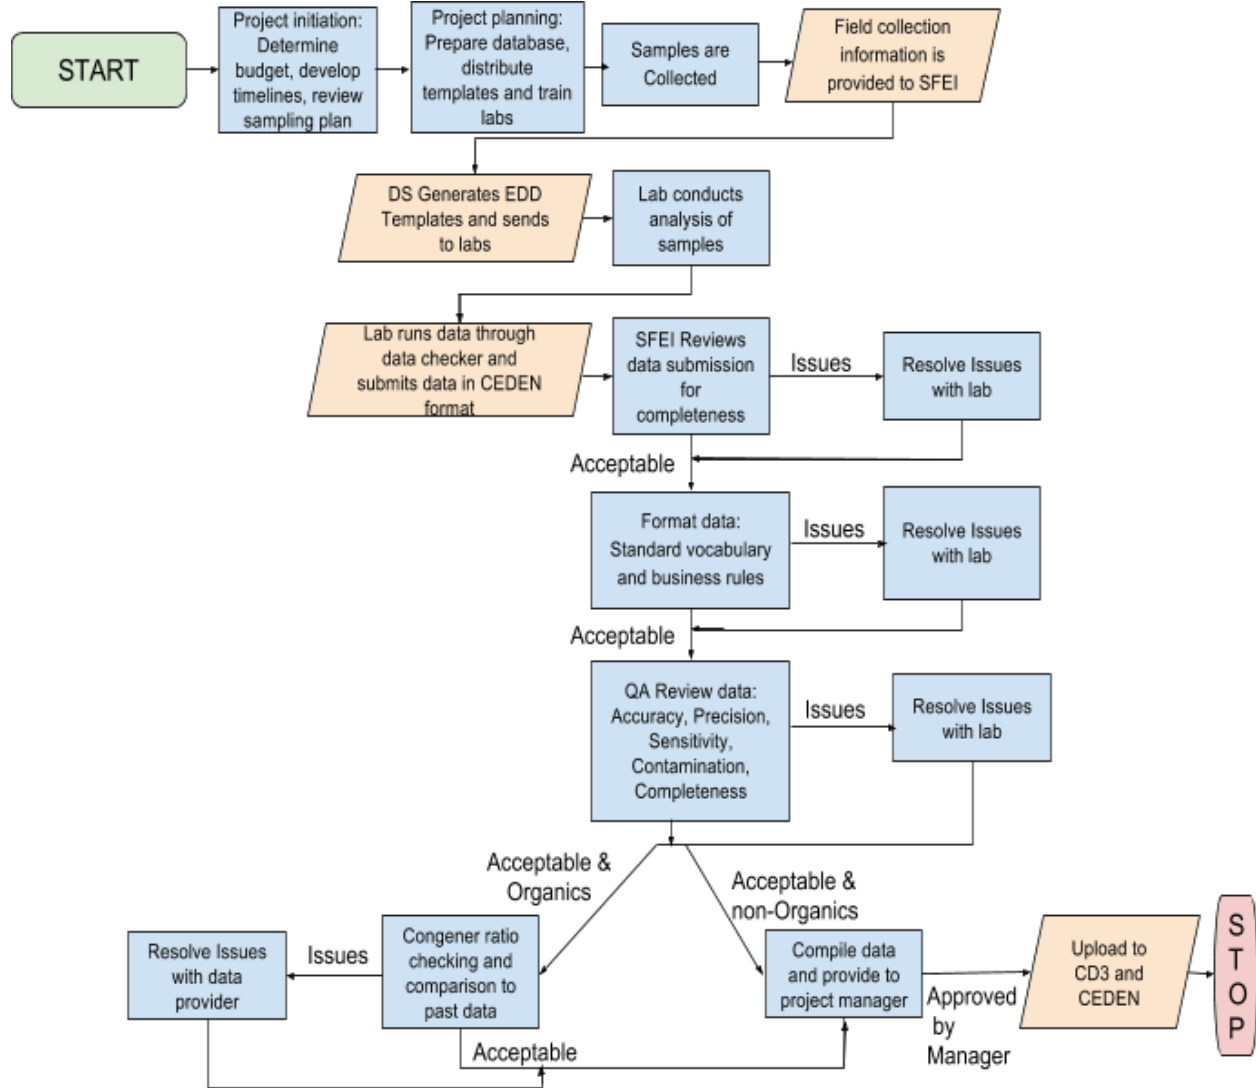 START
Project initiation:
Determine
budget, develop
timelines, review
sampling plan
Project planning:
Prepare database,
distribute
templates and train
labs
Samples are
Collected
Field collection
information is
provided to SFEI
DS Generates EDD
Templates and sends
to labs
Lab conducts
analysis of
samples
Lab runs data through
data checker and
submits data in CEDEN
format
SFEI Reviews
data submission
for
completeness
Issues
Resolve Issues
with lab
Acceptable
Format data:
Standard vocabulary
and business rules
Issues
Resolve Issues
with lab
Acceptable
QA Review data:
Accuracy, Precision,
Sensitivity,
Contamination,
Completeness
Issues
Resolve Issues
with lab
Acceptable &
Organics
Acceptable &
non-Organics
Resolve Issues
with data
provider
Issues
Congener ratio
checking and
comparison to
past data
Acceptable
Compile data
and provide to
project manager
Approved
by
Manager
Upload to
CD3 and
CEDEN
S
T
O
P